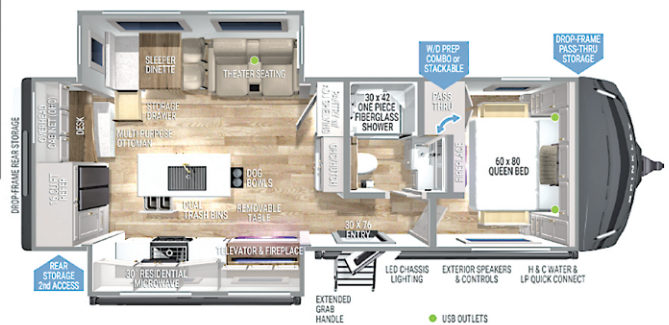 SLEEPER
DINETTE
THEATER SEATING
W/D PREP
COMBO or
STACKABLE
DROP-FRAME
PASS-THRU
STORAGE
DROP-FRAME REAR STORAGE
DESK
STORAGE
DRAWER
MULTI-PURPOSE
OTTOMAN
30 x 42
ONE PIECE
FIBERGLASS
SHOWER
PASS
THRU
60 x 80
QUEEN BED
DOG
BOWLS
DUAL
TRASH BINS
REMOVABLE
TABLE
30 x 76
ENTRY
TELEVATOR & FIREPLACE
30" RESIDENTIAL
MICROWAVE
REAR
STORAGE
2nd ACCESS
LED CHASSIS
LIGHTING
EXTERIOR SPEAKERS
& CONTROLS
H & C WATER &
LP QUICK CONNECT
EXTENDED
GRAB
HANDLE
USB OUTLETS